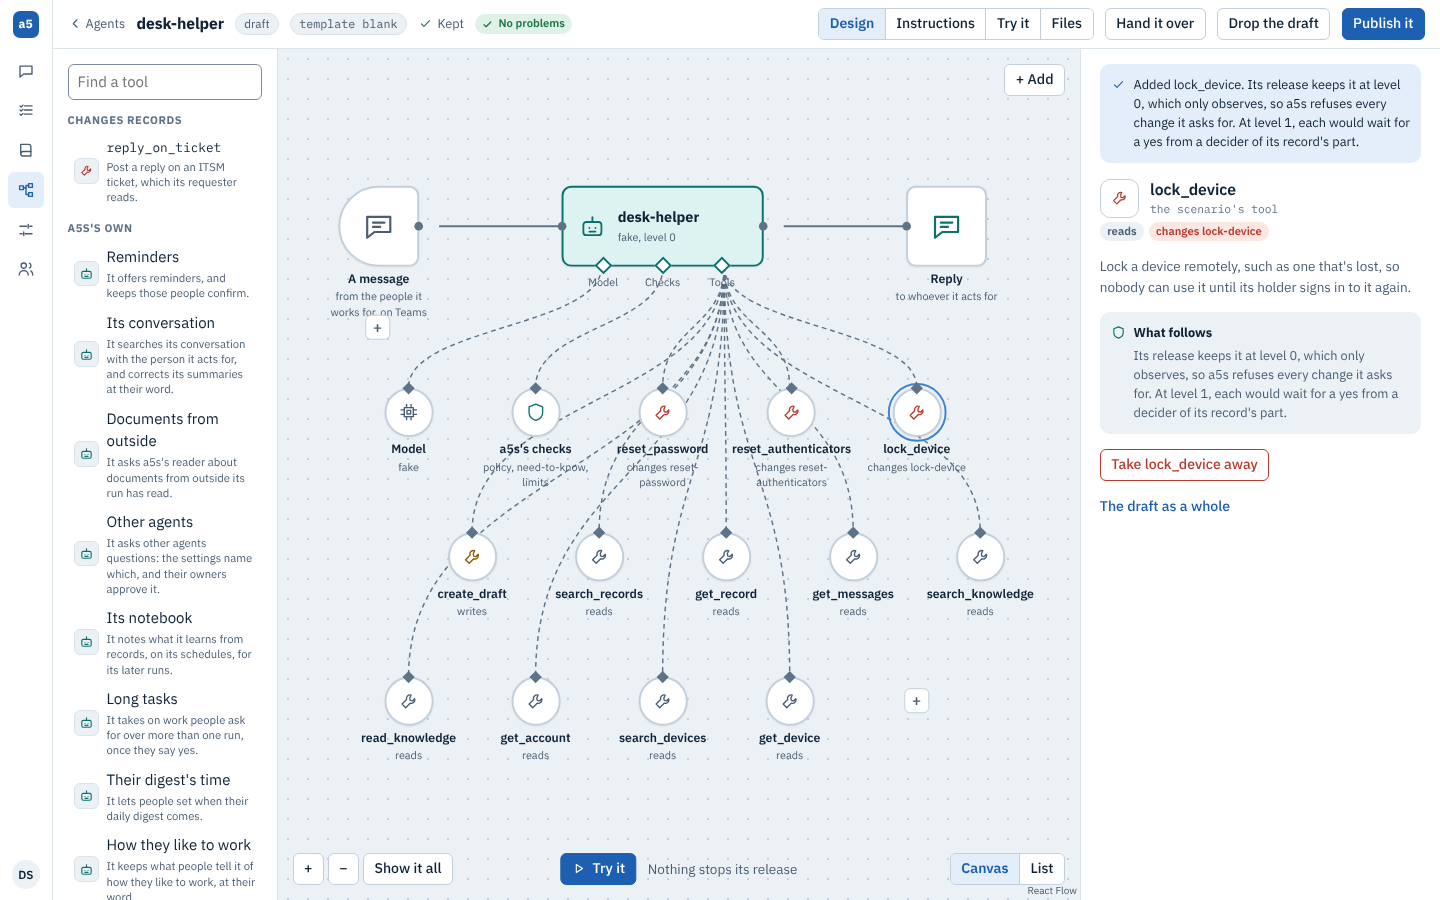 a5
Agents
desk-helper
draft
template blank
Kept
No problems
Design
Instructions
Try it
Files
Hand it over
Drop the draft
Publish it
Find a tool
CHANGES RECORDS
reply_on_ticket
Post a reply on an ITSM
ticket, which its requester
reads.
A5S'S OWN
Reminders
It offers reminders, and
keeps those people confirm.
Its conversation
It searches its conversation
with the person it acts for,
and corrects its summaries
at their word.
Documents from
outside
It asks a5s's reader about
documents from outside its
run has read.
Other agents
It asks other agents
questions: the settings name
which, and their owners
approve it.
Its notebook
It notes what it learns from
records, on its schedules, for
its later runs.
Long tasks
It takes on work people ask
for over more than one run,
once they say yes.
Their digest's time
It lets people set when their
daily digest comes.
How they like to work
It keeps what people tell it of
how they like to work, at their
word.
DS
+ Add
A message
from the people it
works for, on Teams
+
desk-helper
fake, level 0
Model
Checks
Tools
Reply
to whoever it acts for
Model
fake
a5s's checks
policy, need-to-know,
limits
reset_password
changes reset-
password
reset_authenticators
changes reset-
authenticators
lock_device
changes lock-device
create_draft
writes
search_records
reads
get_record
reads
get_messages
reads
search_knowledge
reads
read_knowledge
reads
get_account
reads
search_devices
reads
get_device
reads
+
+
−
Show it all
Try it
Nothing stops its release
Canvas
List
React Flow
Added lock_device. Its release keeps it at level
0, which only observes, so a5s refuses every
change it asks for. At level 1, each would wait for
a yes from a decider of its record's part.
lock_device
the scenario's tool
reads
changes lock-device
Lock a device remotely, such as one that's lost, so
nobody can use it until its holder signs in to it again.
What follows
Its release keeps it at level 0, which only
observes, so a5s refuses every change it asks
for. At level 1, each would wait for a yes from a
decider of its record's part.
Take lock_device away
The draft as a whole